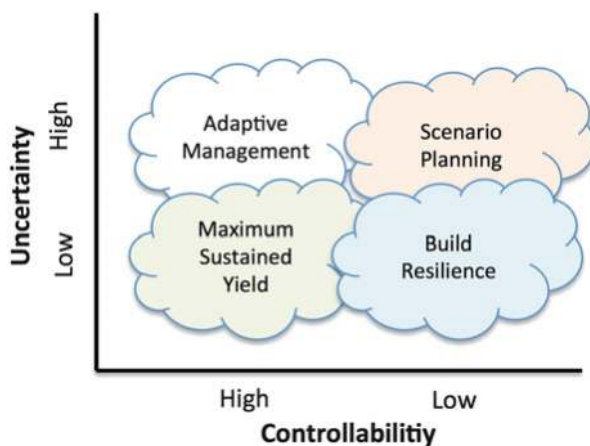 Uncertainty
High
Low
Adaptive
Management
Scenario
Planning
Maximum
Sustained
Yield
Build
Resilience
High
Low
Controllabilitiy